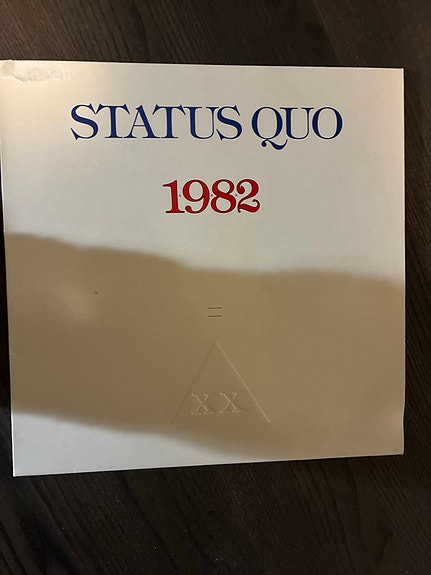 STATUS QUO
1982
=
XX